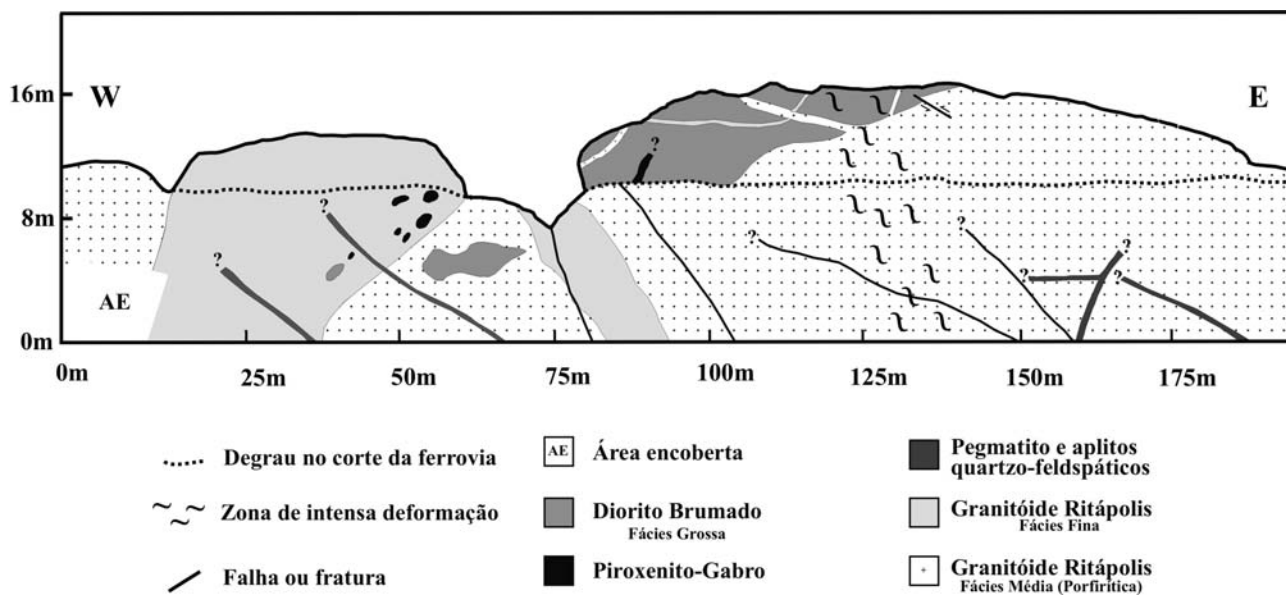 W
E
16m
?
?
?
8m
?
?
?
?
?
?
AE
0m
0m
25m
50m
75m
100m
125m
150m
175m
Degrau no corte da ferrovia
Zona de intensa deformação
Falha ou fratura
AE
Área encoberta
Diorito Brumado
Fácies Grossa
Piroxenito-Gabro
Pegmatito e aplitos
quartzo-feldspáticos
Granitóide Ritápolis
Fácies Fina
Granitóide Ritápolis
Fácies Média (Porfirítica)